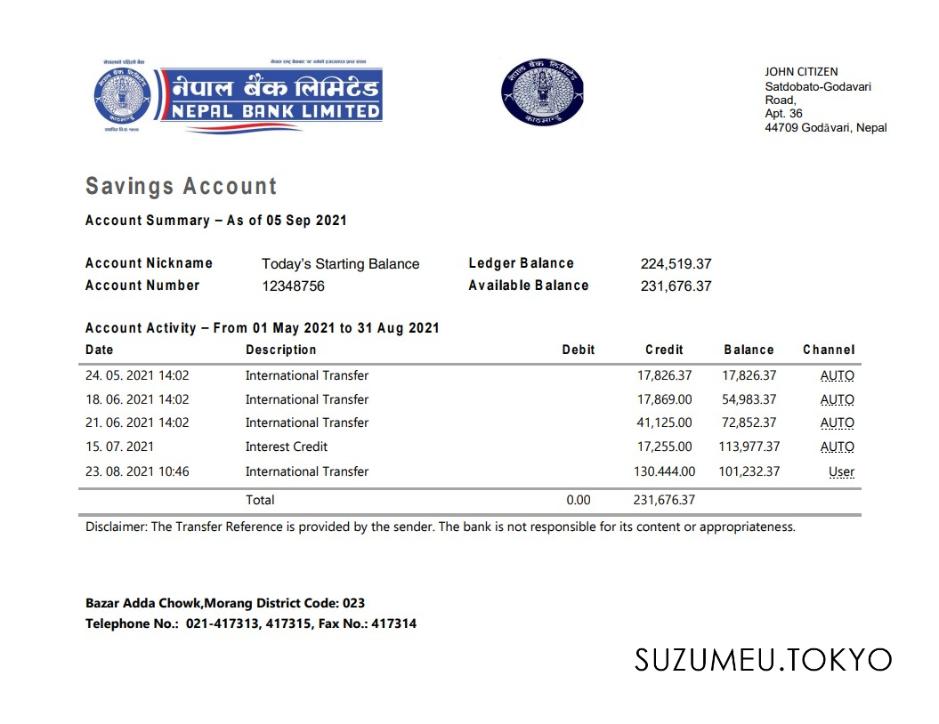 नेपाल बैंक लिमिटेड
NEPAL BANK LIMITED
JOHN CITIZEN
Satdobato-Godavari
Road,
Apt. 36
44709 Godāvari, Nepal
Savings Account
Account Summary – As of 05 Sep 2021
Account Nickname Today's Starting Balance Ledger Balance 224,519.37
Account Number 12348756 Available Balance 231,676.37
Account Activity – From 01 May 2021 to 31 Aug 2021
Date Description Debit Credit Balance Channel
24. 05. 2021 14:02 International Transfer 17,826.37 17,826.37 AUTO
18. 06. 2021 14:02 International Transfer 17,869.00 54,983.37 AUTO
21. 06. 2021 14:02 International Transfer 41,125.00 72,852.37 AUTO
15. 07. 2021 Interest Credit 17,255.00 113,977.37 AUTO
23. 08. 2021 10:46 International Transfer 130.444.00 101,232.37 User
Total 0.00 231,676.37
Disclaimer: The Transfer Reference is provided by the sender. The bank is not responsible for its content or appropriateness.
Bazar Adda Chowk,Morang District Code: 023
Telephone No.: 021-417313, 417315, Fax No.: 417314
SUZUMEU.TOKYO